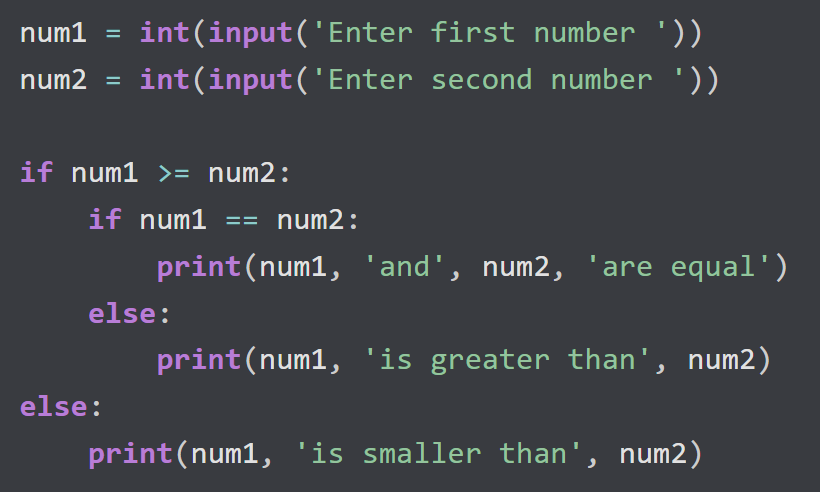 num1 = int(input('Enter first number '))
num2 = int(input('Enter second number '))

if num1 >= num2:
    if num1 == num2:
        print(num1, 'and', num2, 'are equal')
    else:
        print(num1, 'is greater than', num2)
else:
    print(num1, 'is smaller than', num2)